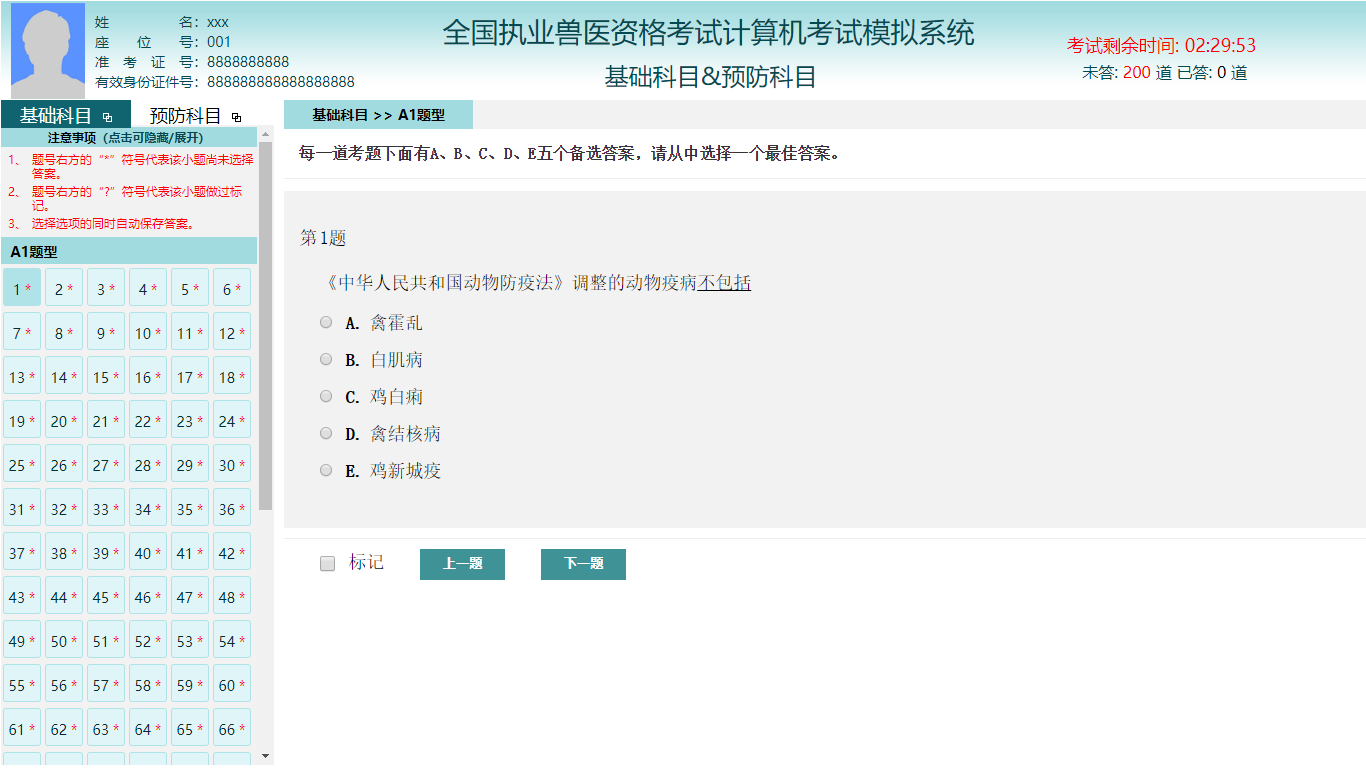 姓 名：xxx
座 位 号：001
准 考 证 号：8888888888
有效身份证件号：888888888888888888
全国执业兽医资格考试计算机考试模拟系统
基础科目&预防科目
考试剩余时间: 02:29:53
未答: 200 道 已答: 0 道
基础科目 预防科目
注意事项（点击可隐藏/展开）
1、 题号右方的“*”符号代表该小题尚未选择
答案。
2、 题号右方的“?”符号代表该小题做过标
记。
3、 选择选项的同时自动保存答案。
A1题型
1 * 2 * 3 * 4 * 5 * 6 *
7 * 8 * 9 * 10 * 11 * 12 *
13 * 14 * 15 * 16 * 17 * 18 *
19 * 20 * 21 * 22 * 23 * 24 *
25 * 26 * 27 * 28 * 29 * 30 *
31 * 32 * 33 * 34 * 35 * 36 *
37 * 38 * 39 * 40 * 41 * 42 *
43 * 44 * 45 * 46 * 47 * 48 *
49 * 50 * 51 * 52 * 53 * 54 *
55 * 56 * 57 * 58 * 59 * 60 *
61 * 62 * 63 * 64 * 65 * 66 *
基础科目 >> A1题型
每一道考题下面有A、B、C、D、E五个备选答案，请从中选择一个最佳答案。
第1题
《中华人民共和国动物防疫法》调整的动物疫病不包括
A. 禽霍乱
B. 白肌病
C. 鸡白痢
D. 禽结核病
E. 鸡新城疫
标记 上一题 下一题